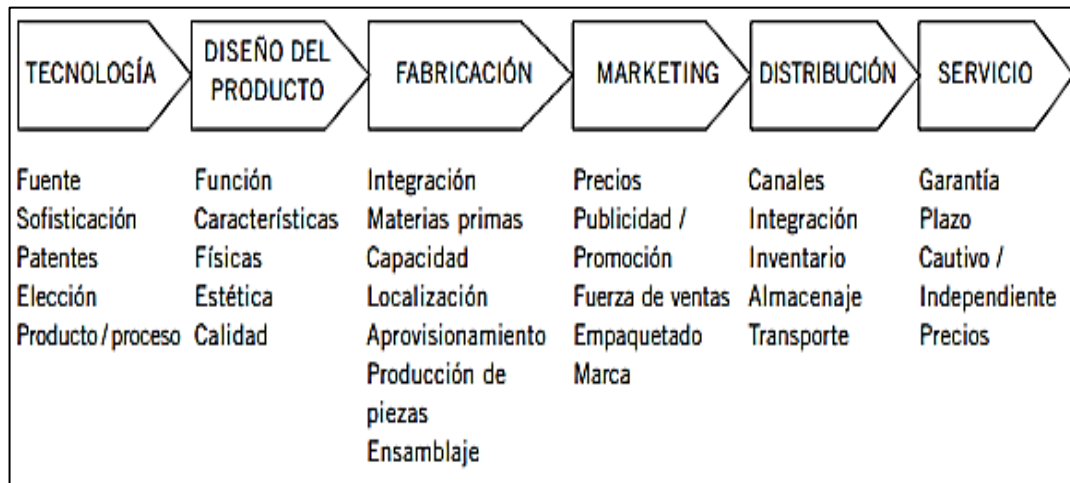 TECNOLOGÍA
DISEÑO DEL
PRODUCTO
FABRICACIÓN
MARKETING
DISTRIBUCIÓN
SERVICIO
Fuente
Sofisticación
Patentes
Elección
Producto/proceso
Función
Características
Físicas
Estética
Calidad
Integración
Materias primas
Capacidad
Localización
Aprovisionamiento
Producción de
piezas
Ensamblaje
Precios
Publicidad /
Promoción
Fuerza de ventas
Empaquetado
Marca
Canales
Integración
Inventario
Almacenaje
Transporte
Garantía
Plazo
Cautivo /
Independiente
Precios